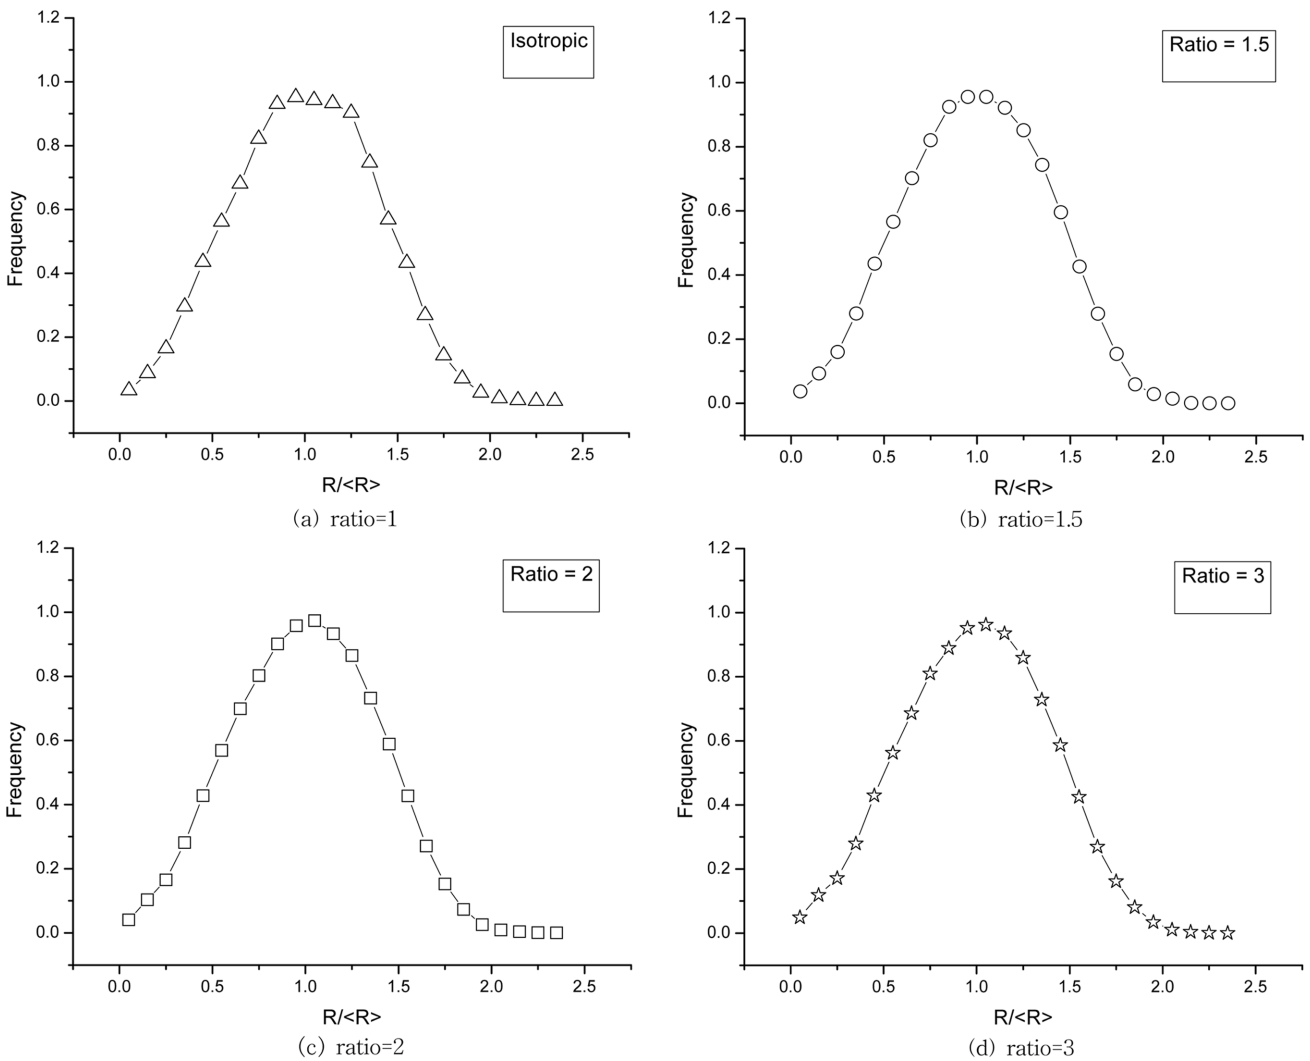 1.2
1.0
0.8
0.6
0.4
0.2
0.0
Frequency
Isotropic
0.0 0.5 1.0 1.5 2.0 2.5
R/<R>
(a) ratio=1
1.2
1.0
0.8
0.6
0.4
0.2
0.0
Frequency
Ratio = 1.5
0.0 0.5 1.0 1.5 2.0 2.5
R/<R>
(b) ratio=1.5
1.2
1.0
0.8
0.6
0.4
0.2
0.0
Frequency
Ratio = 2
0.0 0.5 1.0 1.5 2.0 2.5
R/<R>
(c) ratio=2
1.2
1.0
0.8
0.6
0.4
0.2
0.0
Frequency
Ratio = 3
0.0 0.5 1.0 1.5 2.0 2.5
R/<R>
(d) ratio=3